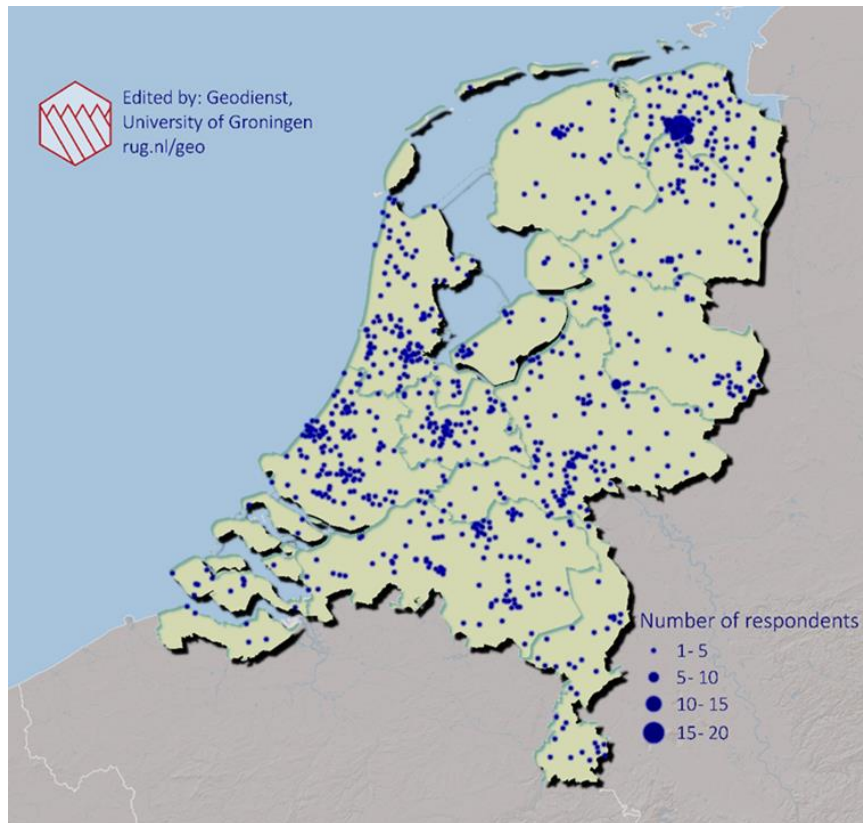 Edited by: Geodienst,
University of Groningen
rug.nl/geo
Number of respondents
1- 5
5- 10
10- 15
15- 20